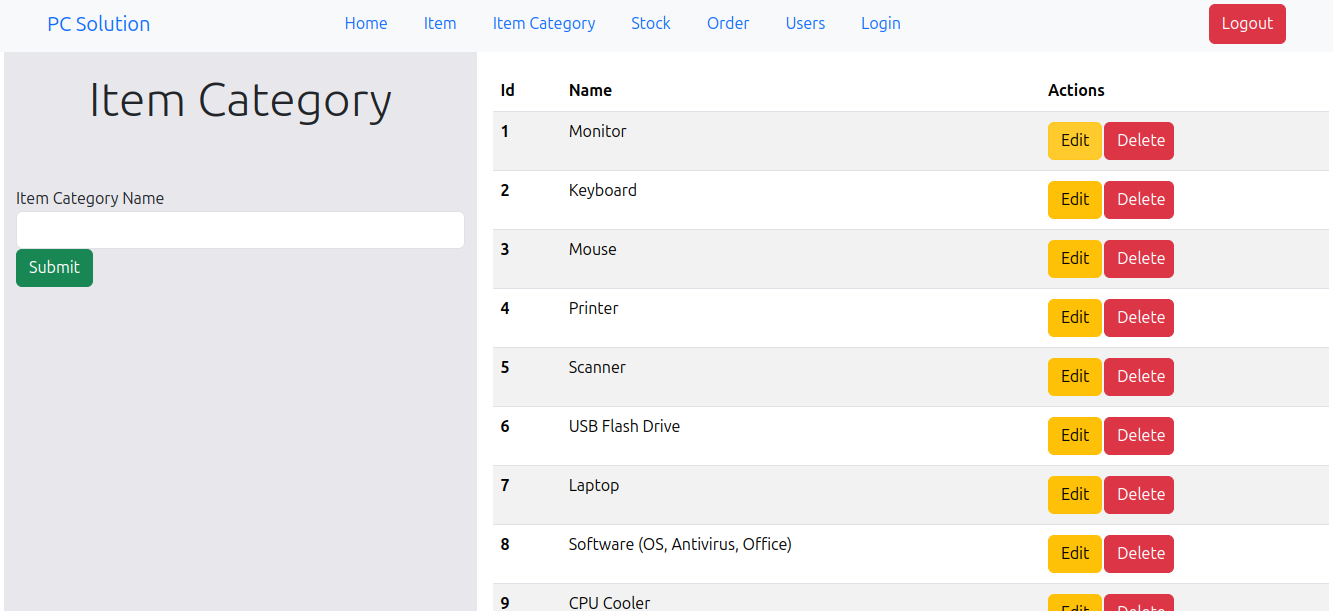 PC Solution Home Item Item Category Stock Order Users Login Logout
Item Category
Item Category Name
Submit
Id Name Actions
1 Monitor Edit Delete
2 Keyboard Edit Delete
3 Mouse Edit Delete
4 Printer Edit Delete
5 Scanner Edit Delete
6 USB Flash Drive Edit Delete
7 Laptop Edit Delete
8 Software (OS, Antivirus, Office) Edit Delete
9 CPU Cooler Edit Delete